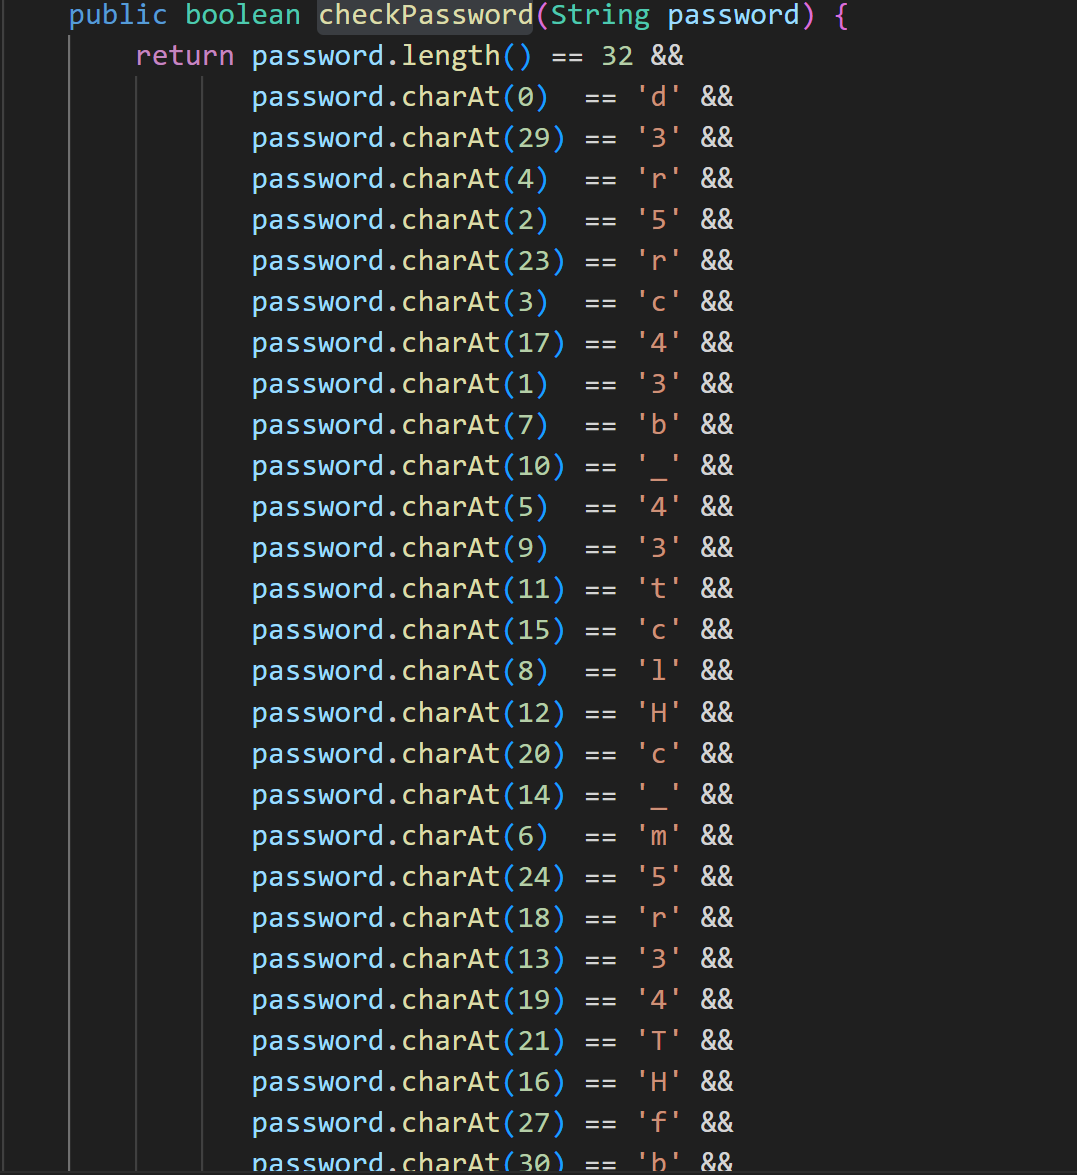 public boolean checkPassword(String password) {
return password.length() == 32 &&
password.charAt(0)  == 'd' &&
password.charAt(29) == '3' &&
password.charAt(4)  == 'r' &&
password.charAt(2)  == '5' &&
password.charAt(23) == 'r' &&
password.charAt(3)  == 'c' &&
password.charAt(17) == '4' &&
password.charAt(1)  == '3' &&
password.charAt(7)  == 'b' &&
password.charAt(10) == '_' &&
password.charAt(5)  == '4' &&
password.charAt(9)  == '3' &&
password.charAt(11) == 't' &&
password.charAt(15) == 'c' &&
password.charAt(8)  == 'l' &&
password.charAt(12) == 'H' &&
password.charAt(20) == 'c' &&
password.charAt(14) == '_' &&
password.charAt(6)  == 'm' &&
password.charAt(24) == '5' &&
password.charAt(18) == 'r' &&
password.charAt(13) == '3' &&
password.charAt(19) == '4' &&
password.charAt(21) == 'T' &&
password.charAt(16) == 'H' &&
password.charAt(27) == 'f' &&
password.charAt(30) == 'b' &&